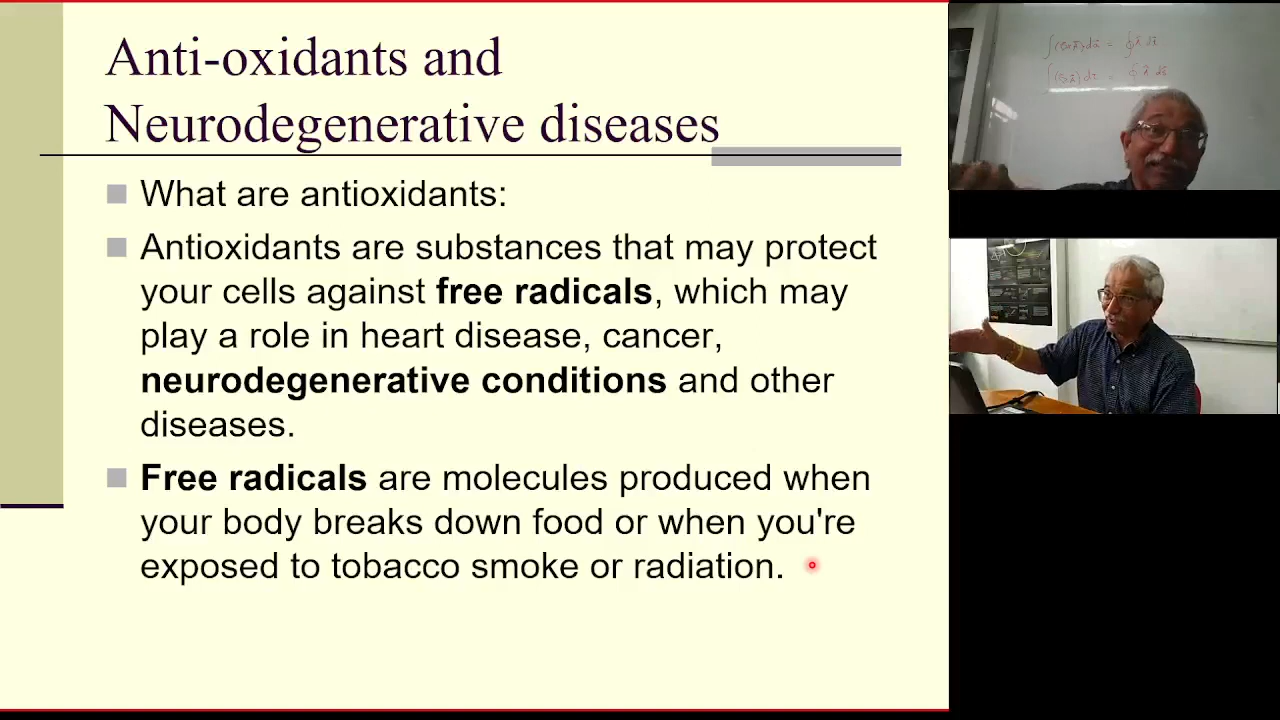 Anti-oxidants and
Neurodegenerative diseases
What are antioxidants:
Antioxidants are substances that may protect
your cells against free radicals, which may
play a role in heart disease, cancer,
neurodegenerative conditions and other
diseases.
Free radicals are molecules produced when
your body breaks down food or when you're
exposed to tobacco smoke or radiation.